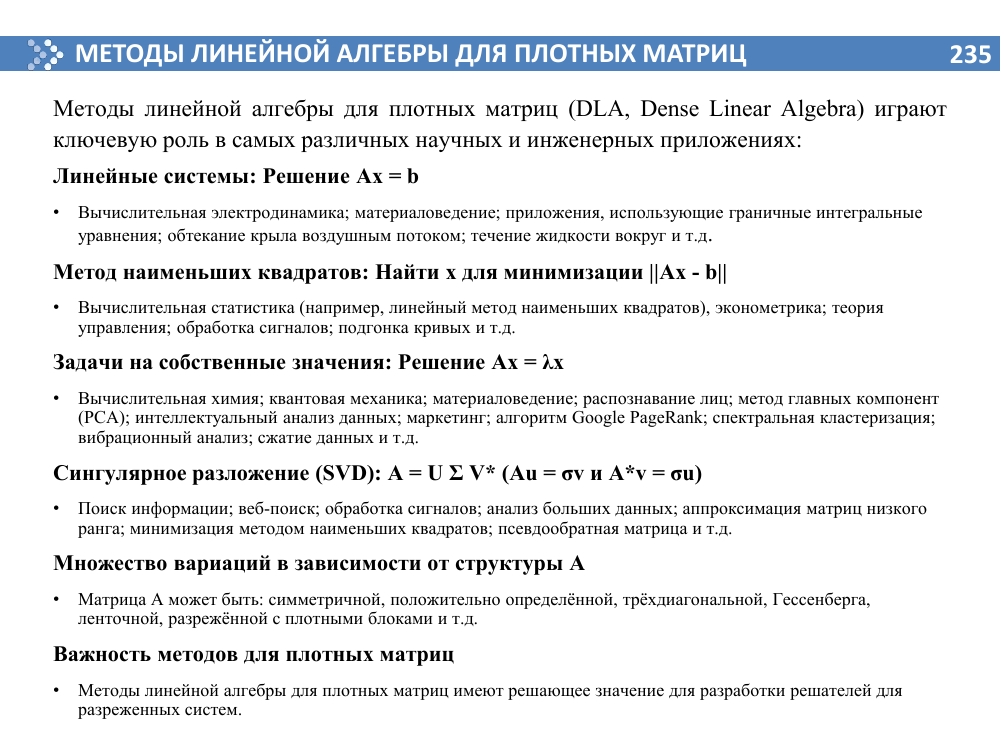 МЕТОДЫ ЛИНЕЙНОЙ АЛГЕБРЫ ДЛЯ ПЛОТНЫХ МАТРИЦ 235
Методы линейной алгебры для плотных матриц (DLA, Dense Linear Algebra) играют
ключевую роль в самых различных научных и инженерных приложениях:
Линейные системы: Решение Ax = b
• Вычислительная электродинамика; материаловедение; приложения, использующие граничные интегральные
уравнения; обтекание крыла воздушным потоком; течение жидкости вокруг и т.д.
Метод наименьших квадратов: Найти x для минимизации ||Ax - b||
• Вычислительная статистика (например, линейный метод наименьших квадратов), эконометрика; теория
управления; обработка сигналов; подгонка кривых и т.д.
Задачи на собственные значения: Решение Ax = λx
• Вычислительная химия; квантовая механика; материаловедение; распознавание лиц; метод главных компонент
(PCA); интеллектуальный анализ данных; маркетинг; алгоритм Google PageRank; спектральная кластеризация;
вибрационный анализ; сжатие данных и т.д.
Сингулярное разложение (SVD): A = U Σ V* (Au = σv и A*v = σu)
• Поиск информации; веб-поиск; обработка сигналов; анализ больших данных; аппроксимация матриц низкого
ранга; минимизация методом наименьших квадратов; псевдообратная матрица и т.д.
Множество вариаций в зависимости от структуры A
• Матрица A может быть: симметричной, положительно определённой, трёхдиагональной, Гессенберга,
ленточной, разрежённой с плотными блоками и т.д.
Важность методов для плотных матриц
• Методы линейной алгебры для плотных матриц имеют решающее значение для разработки решателей для
разреженных систем.